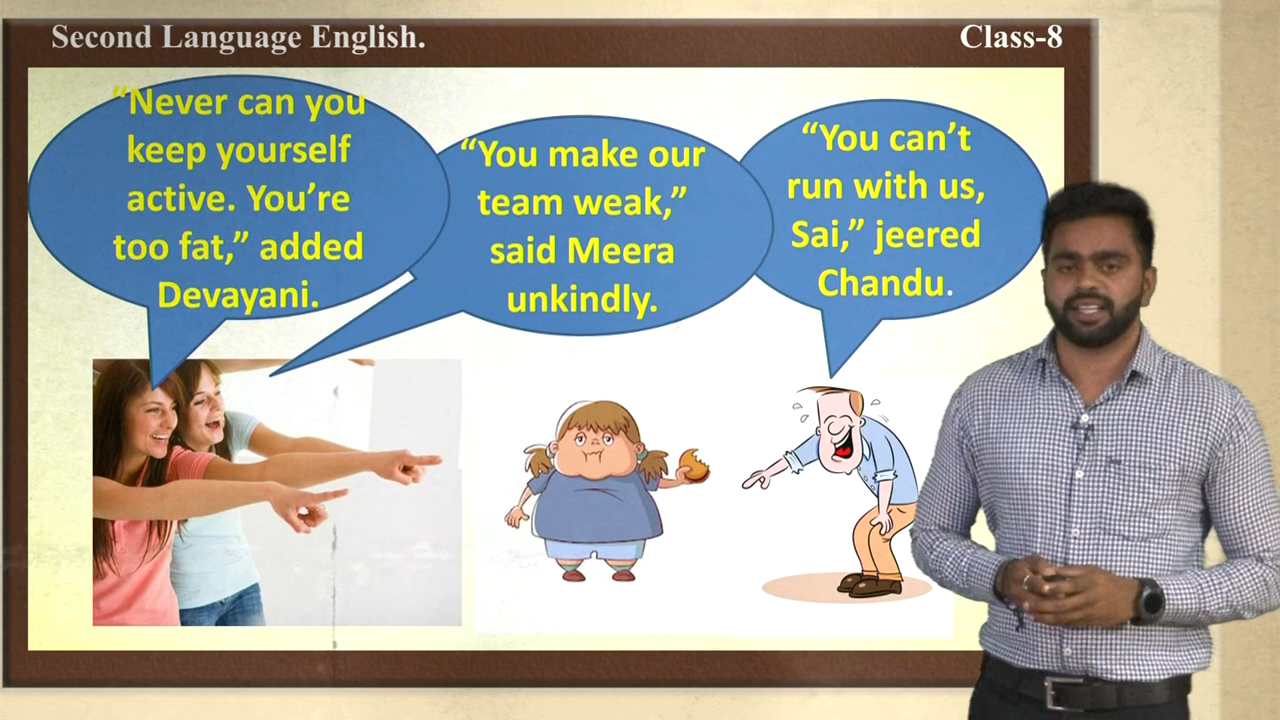 Second Language English.
Class-8
“Never can you
keep yourself
active. You’re
too fat,” added
Devayani.
“You make our
team weak,”
said Meera
unkindly.
“You can’t
run with us,
Sai,” jeered
Chandu.